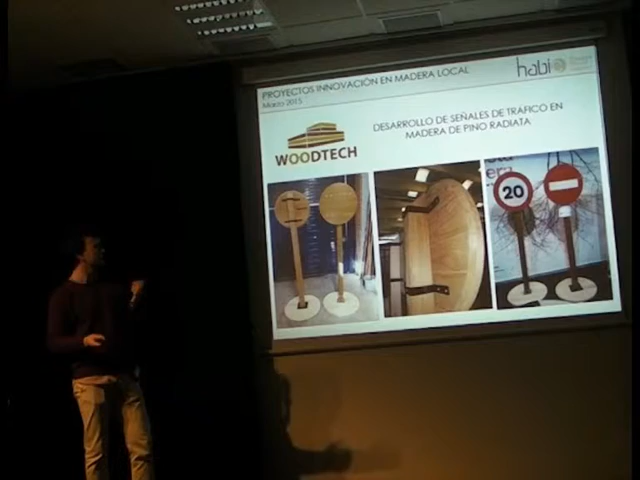 PROYECTOS INNOVACIÓN EN MADERA LOCAL
Marzo 2015
habi
WOODTECH
DESARROLLO DE SEÑALES DE TRAFICO EN
MADERA DE PINO RADIATA
20